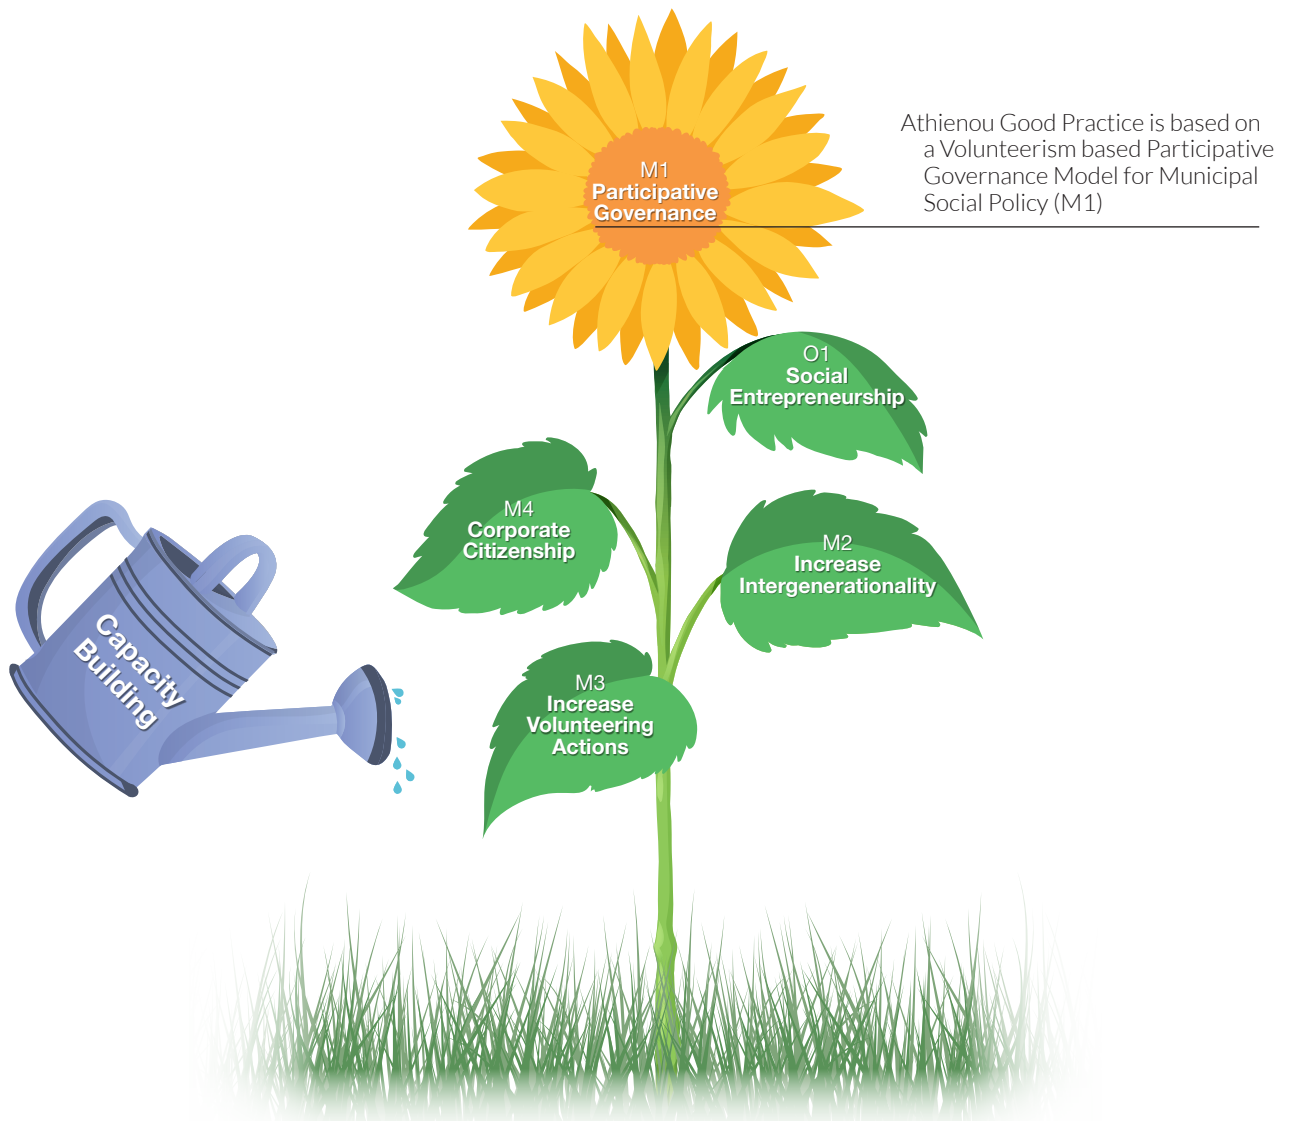 M1
Participative
Governance
Athienou Good Practice is based on
a Volunteerism based Participative
Governance Model for Municipal
Social Policy (M1)
O1
Social
Entrepreneurship
M4
Corporate
Citizenship
M2
Increase
Intergenerationality
Capacity
Building
M3
Increase
Volunteering
Actions